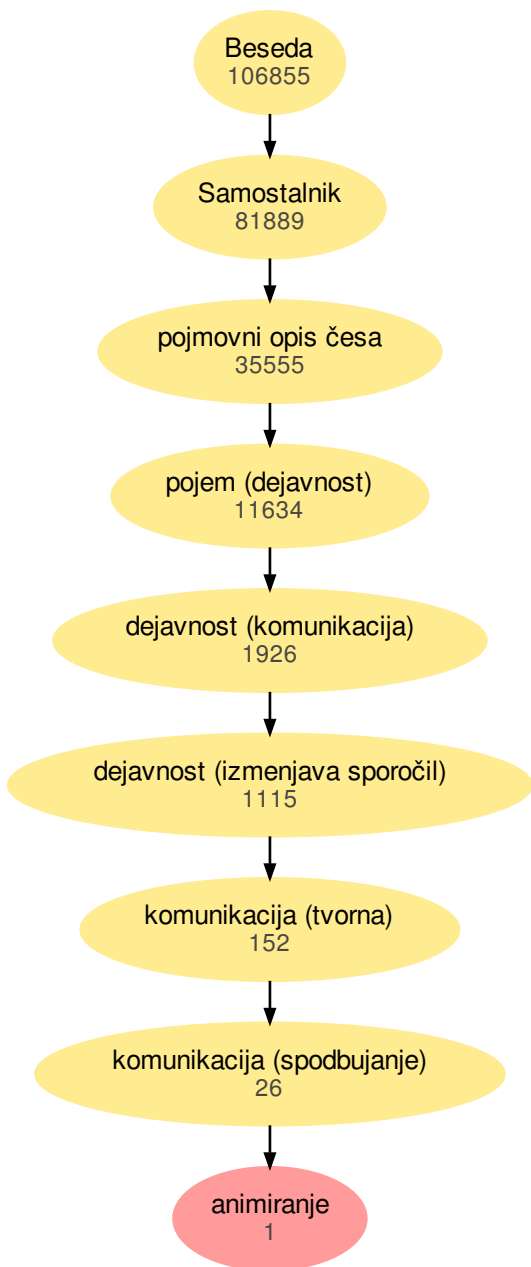 Beseda
106855
Samostalnik
81889
pojmovni opis česa
35555
pojem (dejavnost)
11634
dejavnost (komunikacija)
1926
dejavnost (izmenjava sporočil)
1115
komunikacija (tvorna)
152
komunikacija (spodbujanje)
26
animiranje
1